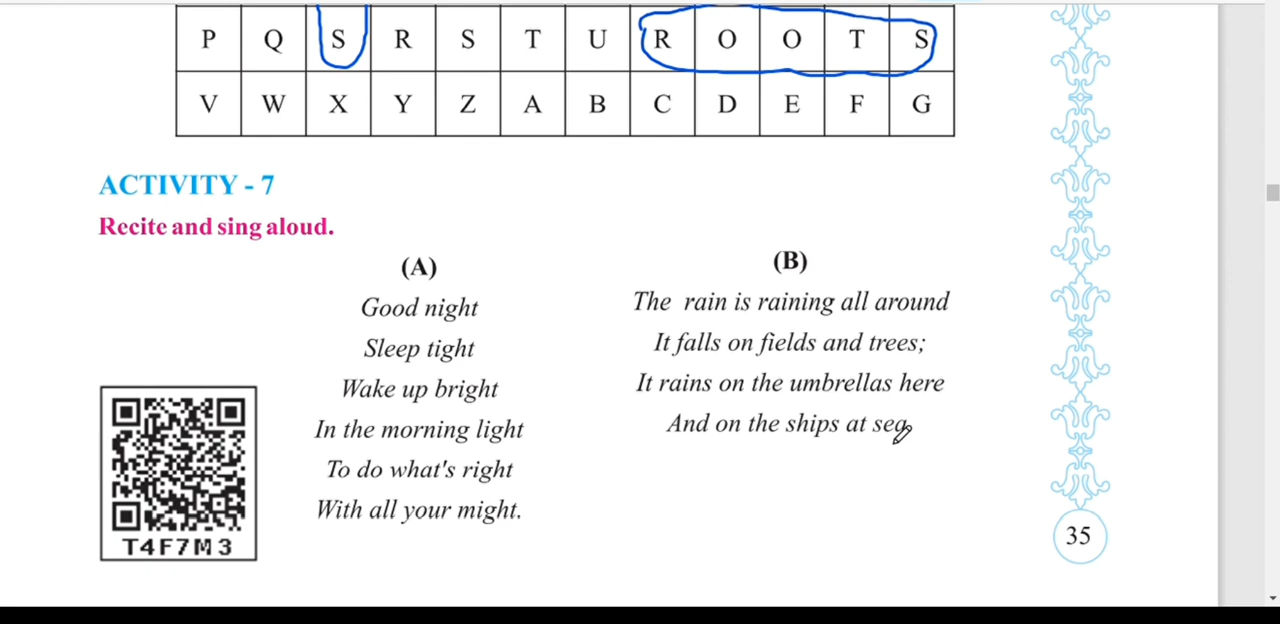 P Q S R S T U R O O T S
V W X Y Z A B C D E F G
ACTIVITY - 7
Recite and sing aloud.
(A)
Good night
Sleep tight
Wake up bright
In the morning light
To do what's right
With all your might.
(B)
The rain is raining all around
It falls on fields and trees;
It rains on the umbrellas here
And on the ships at sea
T4F7M3
35